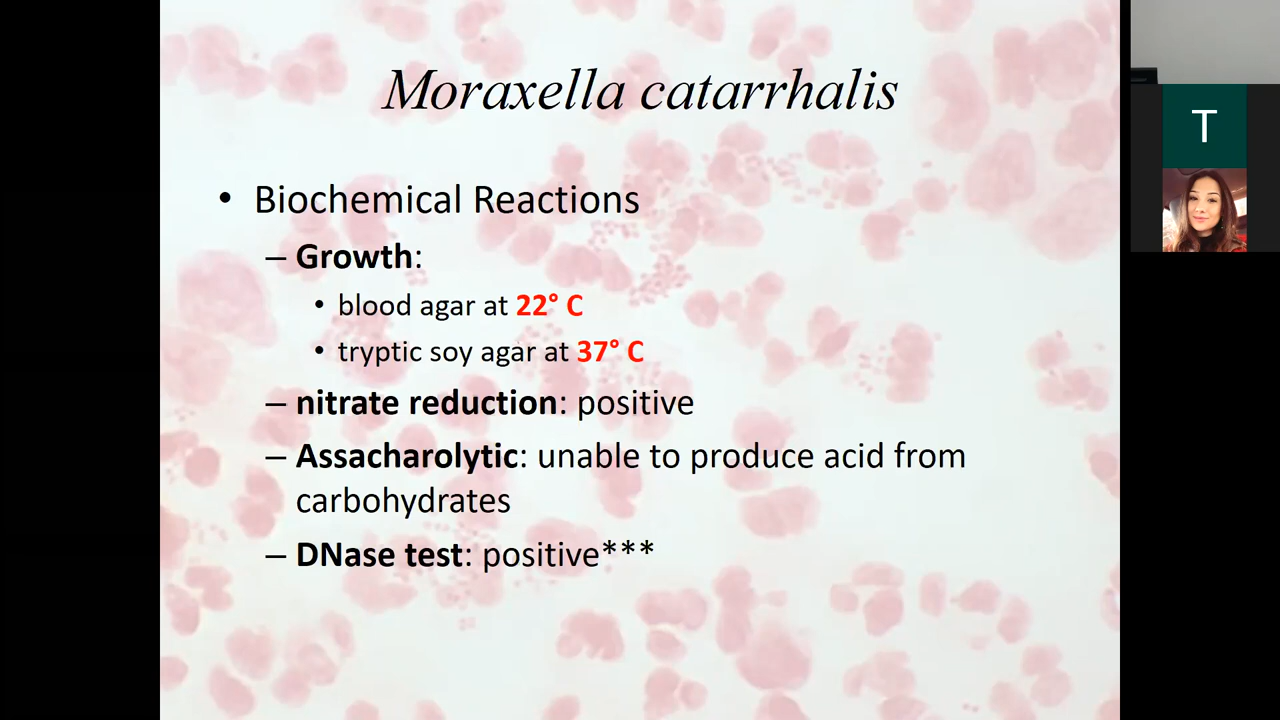 Moraxella catarrhalis
• Biochemical Reactions
– Growth:
• blood agar at 22° C
• tryptic soy agar at 37° C
– nitrate reduction: positive
– Assacharolytic: unable to produce acid from
carbohydrates
– DNase test: positive***
T